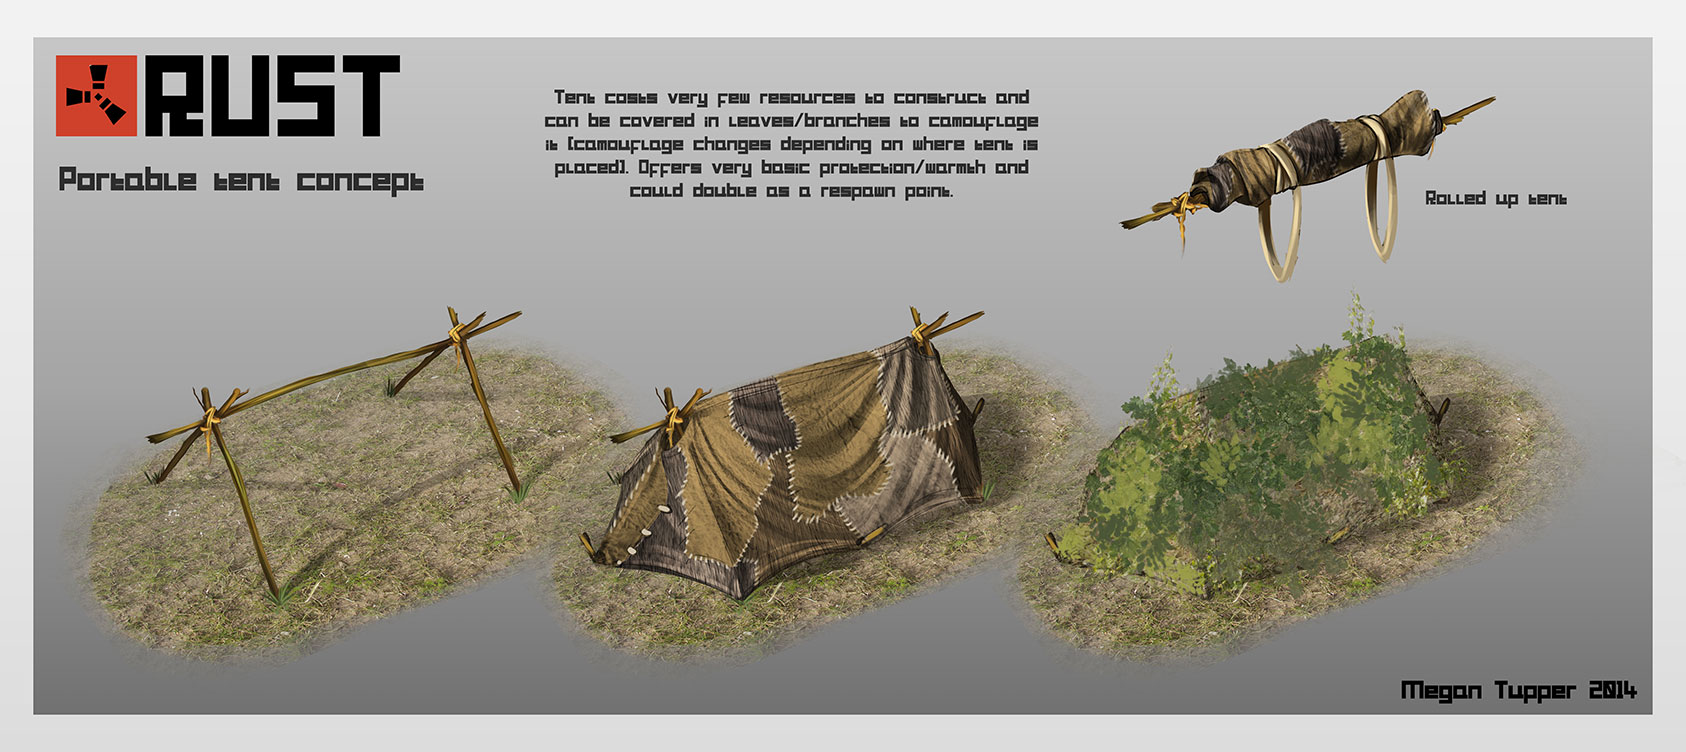 RUST
Portable tent concept
Tent costs very few resources to construct and
can be covered in leaves/branches to camouflage
it (camouflage changes depending on where tent is
placed). Offers very basic protection/warmth and
could double as a respawn point.
Rolled up tent
Megan Tupper 2014